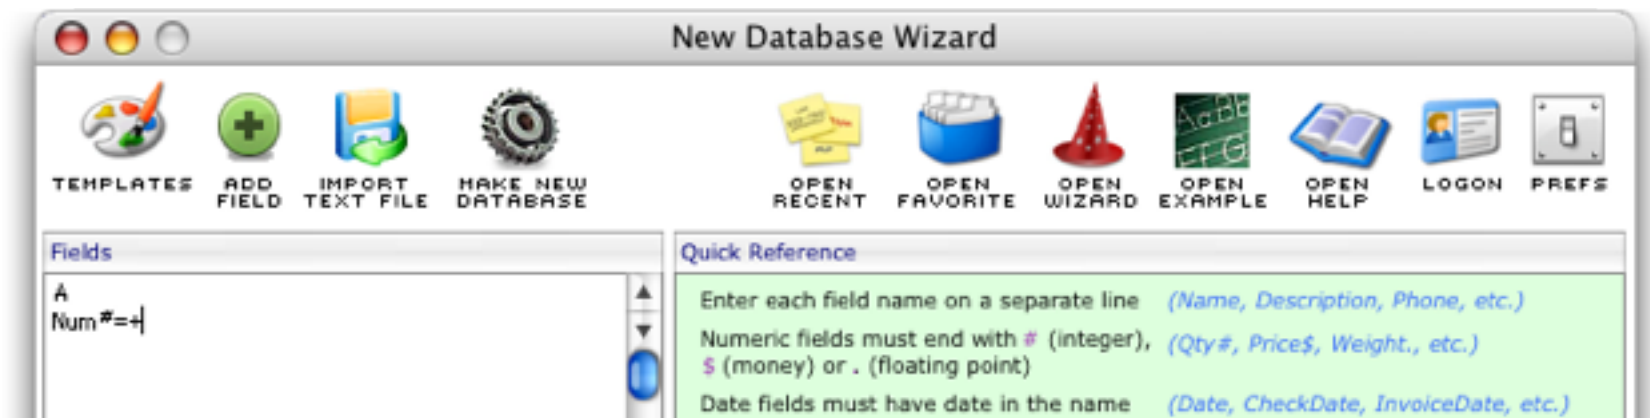 New Database Wizard
TEMPLATES
ADD
FIELD
IMPORT
TEXT FILE
MAKE NEW
DATABASE
OPEN
RECENT
OPEN
FAVORITE
OPEN
WIZARD
OPEN
EXAMPLE
OPEN
HELP
LOGON
PREFS
AaBb
EFG
Fields
A
Num#=+
Quick Reference
Enter each field name on a separate line (Name, Description, Phone, etc.)
Numeric fields must end with # (integer), (Qty#, Price$, Weight., etc.)
$ (money) or . (floating point)
Date fields must have date in the name (Date, CheckDate, InvoiceDate, etc.)